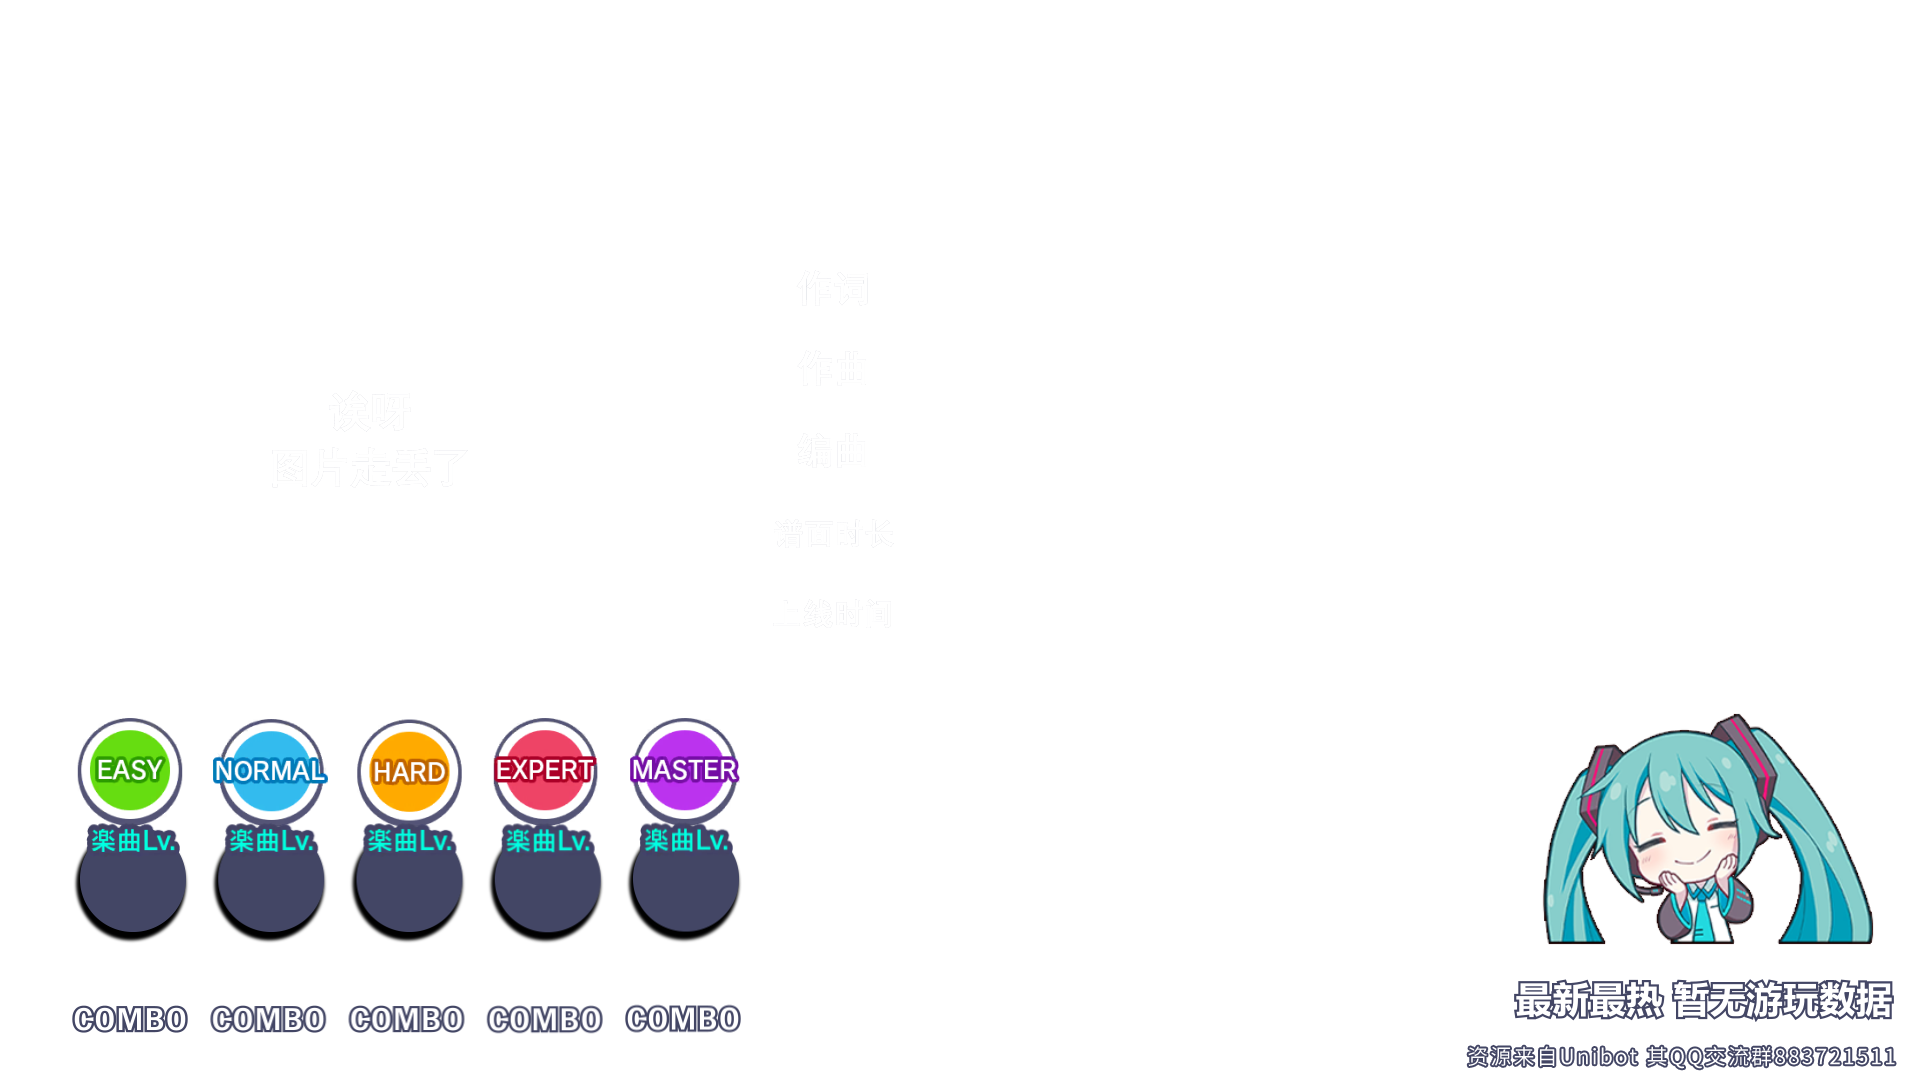 作词
作曲
诶呀
图片走丢了
编曲
谱面时长
上线时间
EASY NORMAL HARD EXPERT MASTER
楽曲Lv. 楽曲Lv. 楽曲Lv. 楽曲Lv. 楽曲Lv.
COMBO COMBO COMBO COMBO COMBO
最新最热 暂无游玩数据
资源来自Unibot 其QQ交流群883721511